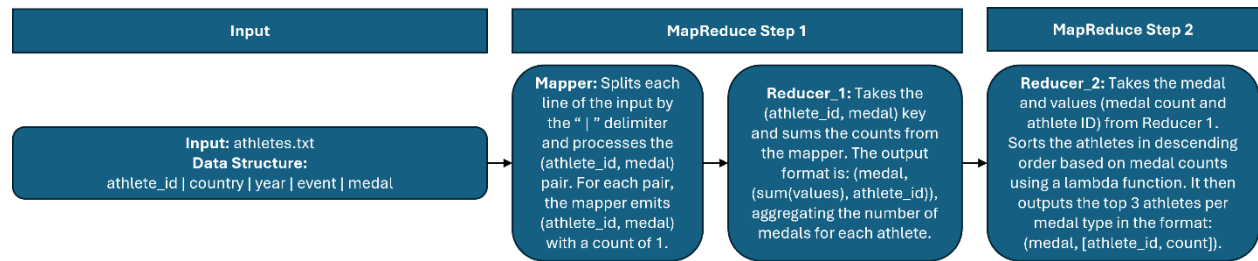 Input
MapReduce Step 1
MapReduce Step 2
Input: athletes.txt
Data Structure:
athlete_id | country | year | event | medal
Mapper: Splits each
line of the input by
the “ | ” delimiter
and processes the
(athlete_id, medal)
pair. For each pair,
the mapper emits
(athlete_id, medal)
with a count of 1.
Reducer_1: Takes the
(athlete_id, medal) key
and sums the counts from
the mapper. The output
format is: (medal,
(sum(values), athlete_id)),
aggregating the number of
medals for each athlete.
Reducer_2: Takes the medal
and values (medal count and
athlete ID) from Reducer 1.
Sorts the athletes in descending
order based on medal counts
using a lambda function. It then
outputs the top 3 athletes per
medal type in the format:
(medal, [athlete_id, count]).